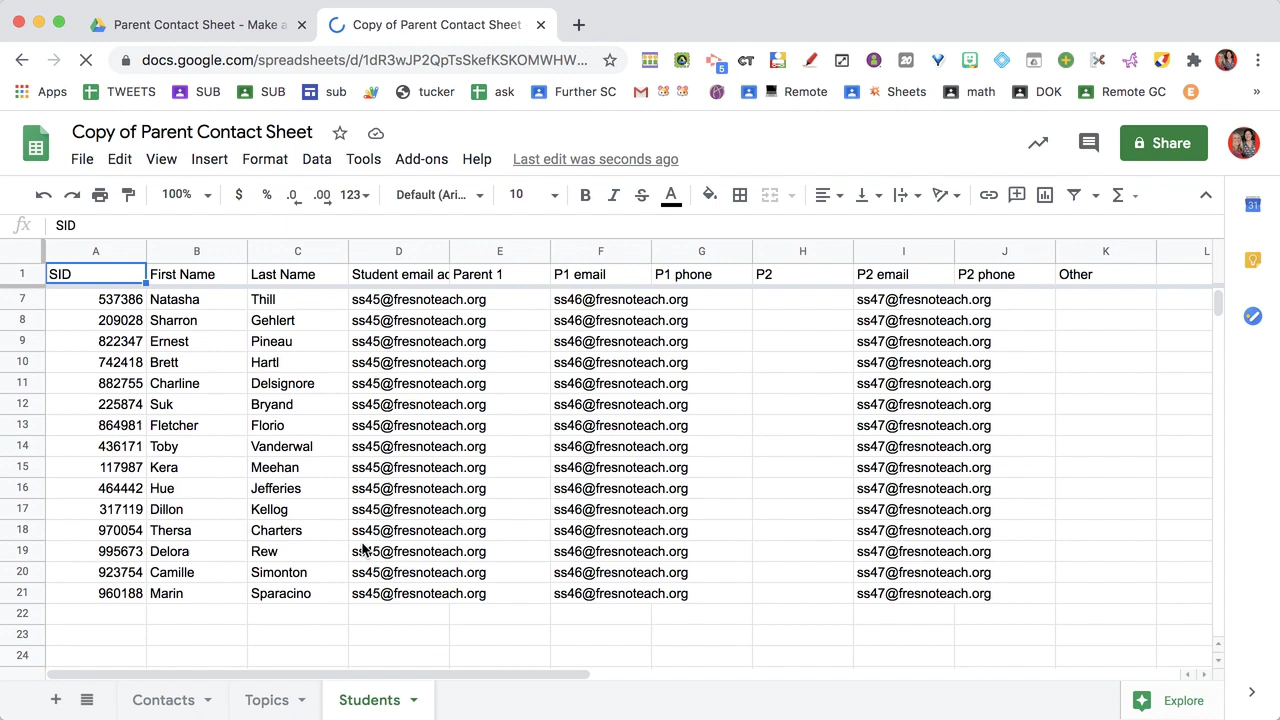 Parent Contact Sheet - Make a
Copy of Parent Contact Sheet
docs.google.com/spreadsheets/d/1dR3wJP2QpTsSkefKSKOMWHW...
5 CT 20
Apps TWEETS SUB SUB sub tucker ask Further SC Remote Sheets math DOK Remote GC E »
Copy of Parent Contact Sheet
Share
File Edit View Insert Format Data Tools Add-ons Help Last edit was seconds ago
100% $ % .0 .00 123 Default (Ari... 10 B I S A Σ
31
fx SID
A B C D E F G H I J K L
1 SID First Name Last Name Student email ac Parent 1 P1 email P1 phone P2 P2 email P2 phone Other
7 537386 Natasha Thill ss45@fresnoteach.org ss46@fresnoteach.org ss47@fresnoteach.org
8 209028 Sharron Gehlert ss45@fresnoteach.org ss46@fresnoteach.org ss47@fresnoteach.org
9 822347 Ernest Pineau ss45@fresnoteach.org ss46@fresnoteach.org ss47@fresnoteach.org
10 742418 Brett Hartl ss45@fresnoteach.org ss46@fresnoteach.org ss47@fresnoteach.org
11 882755 Charline Delsignore ss45@fresnoteach.org ss46@fresnoteach.org ss47@fresnoteach.org
12 225874 Suk Bryand ss45@fresnoteach.org ss46@fresnoteach.org ss47@fresnoteach.org
13 864981 Fletcher Florio ss45@fresnoteach.org ss46@fresnoteach.org ss47@fresnoteach.org
14 436171 Toby Vanderwal ss45@fresnoteach.org ss46@fresnoteach.org ss47@fresnoteach.org
15 117987 Kera Meehan ss45@fresnoteach.org ss46@fresnoteach.org ss47@fresnoteach.org
16 464442 Hue Jefferies ss45@fresnoteach.org ss46@fresnoteach.org ss47@fresnoteach.org
17 317119 Dillon Kellog ss45@fresnoteach.org ss46@fresnoteach.org ss47@fresnoteach.org
18 970054 Thersa Charters ss45@fresnoteach.org ss46@fresnoteach.org ss47@fresnoteach.org
19 995673 Delora Rew ss45@fresnoteach.org ss46@fresnoteach.org ss47@fresnoteach.org
20 923754 Camille Simonton ss45@fresnoteach.org ss46@fresnoteach.org ss47@fresnoteach.org
21 960188 Marin Sparacino ss45@fresnoteach.org ss46@fresnoteach.org ss47@fresnoteach.org
22
23
24
Contacts Topics Students Explore